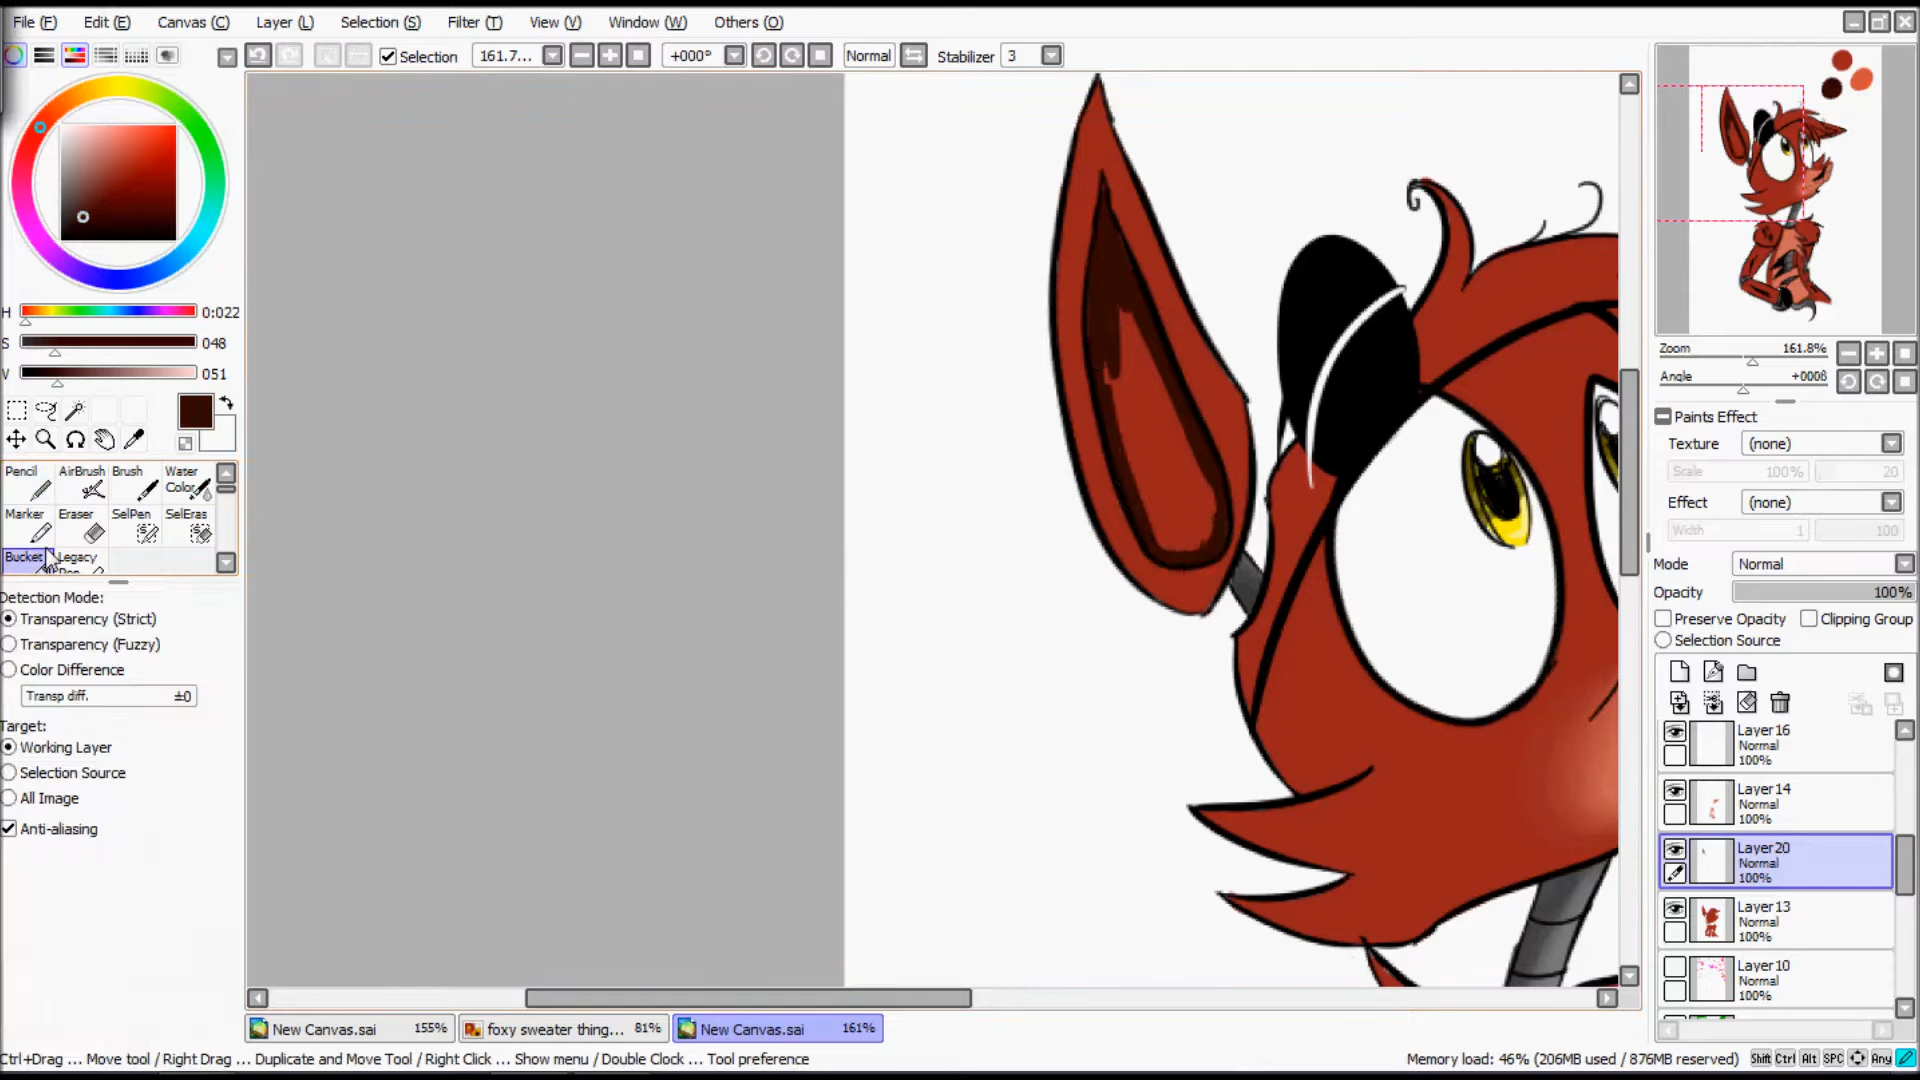 File (F) Edit (E) Canvas (C) Layer (L) Selection (S) Filter (T) View (V) Window (W) Others (O)
Selection 161.7... +000° Normal Stabilizer 3
H 0:022
S 048
V 051
Pencil AirBrush Brush Water Color
Marker Eraser SelPen SelEras
Bucket Legacy Pen
Detection Mode:
Transparency (Strict)
Transparency (Fuzzy)
Color Difference
Transp diff. ±0
Target:
Working Layer
Selection Source
All Image
Anti-aliasing
Zoom 161.8%
Angle +000ß
Paints Effect
Texture (none)
Scale 100% 20
Effect (none)
Width 1 100
Mode Normal
Opacity 100%
Preserve Opacity Clipping Group
Selection Source
Layer16
Normal
100%
Layer14
Normal
100%
Layer20
Normal
100%
Layer13
Normal
100%
Layer10
Normal
100%
New Canvas.sai 155% foxy sweater thing... 81% New Canvas.sai 161%
Ctrl+Drag ... Move tool / Right Drag ... Duplicate and Move Tool / Right Click ... Show menu / Double Clock ... Tool preference Memory load: 46% (206MB used / 876MB reserved) Shift Ctrl Alt SPC Any